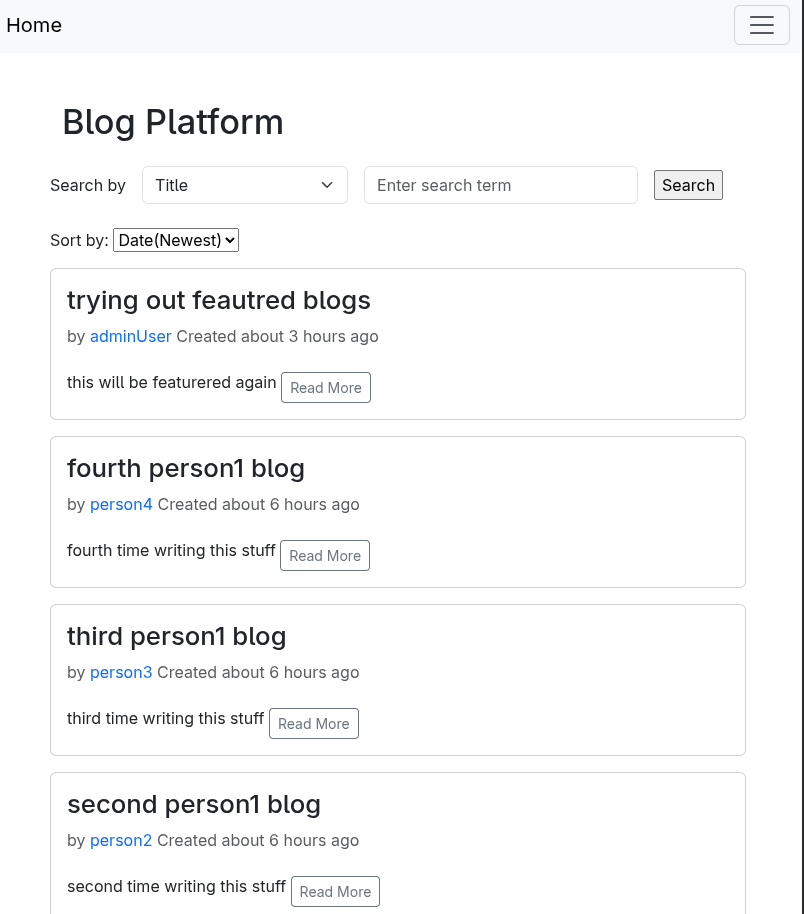 Home
Blog Platform
Search by Title Enter search term Search
Sort by: Date(Newest)
trying out feautred blogs
by adminUser Created about 3 hours ago
this will be featurered again Read More
fourth person1 blog
by person4 Created about 6 hours ago
fourth time writing this stuff Read More
third person1 blog
by person3 Created about 6 hours ago
third time writing this stuff Read More
second person1 blog
by person2 Created about 6 hours ago
second time writing this stuff Read More